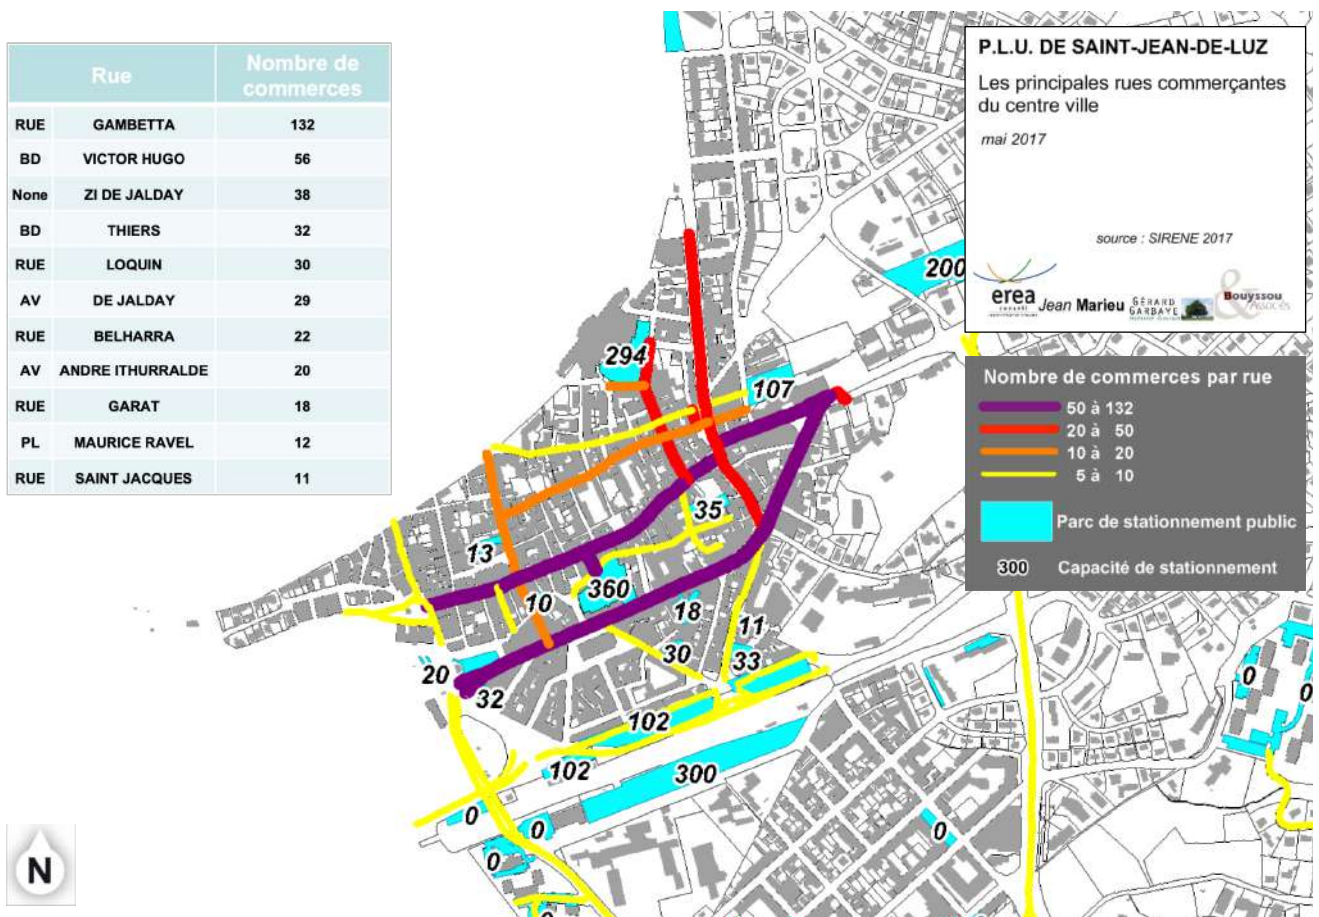 Rue Nombre de commerces
RUE GAMBETTA 132
BD VICTOR HUGO 56
None ZI DE JALDAY 38
BD THIERS 32
RUE LOQUIN 30
AV DE JALDAY 29
RUE BELHARRA 22
AV ANDRE ITHURRALDE 20
RUE GARAT 18
PL MAURICE RAVEL 12
RUE SAINT JACQUES 11
P.L.U. DE SAINT-JEAN-DE-LUZ
Les principales rues commerçantes
du centre ville
mai 2017
source : SIRENE 2017
erea
Jean Marieu
GÉRARD
GARBAYE
&
Bouyssou
Associés
Nombre de commerces par rue
50 à 132
20 à 50
10 à 20
5 à 10
Parc de stationnement public
300 Capacité de stationnement
200
294
107
35
13
360
10
18
11
30
33
20
32
102
102
300
0
0
0
0
0
0
0
N